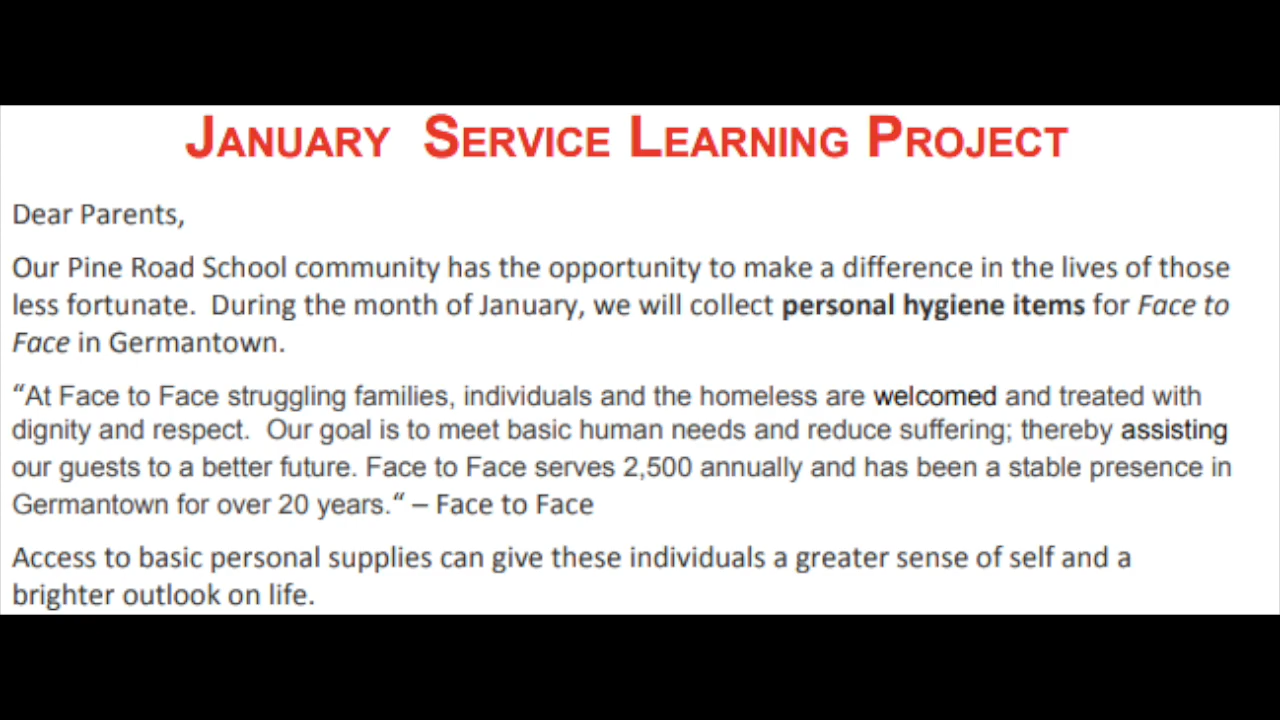 JANUARY SERVICE LEARNING PROJECT
Dear Parents,
Our Pine Road School community has the opportunity to make a difference in the lives of those
less fortunate.  During the month of January, we will collect personal hygiene items for Face to
Face in Germantown.
“At Face to Face struggling families, individuals and the homeless are welcomed and treated with
dignity and respect.  Our goal is to meet basic human needs and reduce suffering; thereby assisting
our guests to a better future. Face to Face serves 2,500 annually and has been a stable presence in
Germantown for over 20 years.“ – Face to Face
Access to basic personal supplies can give these individuals a greater sense of self and a
brighter outlook on life.